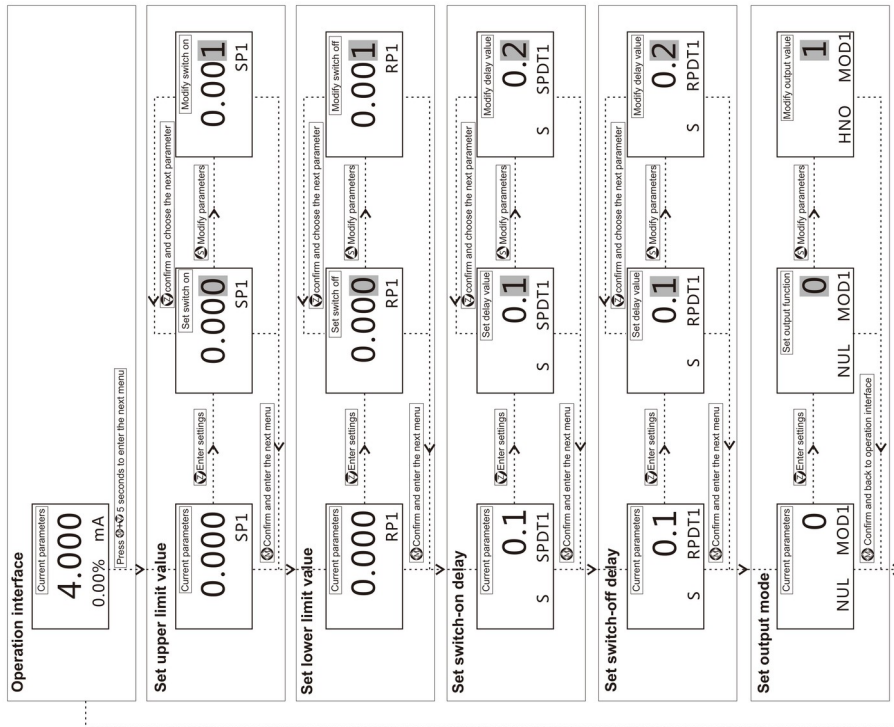 Operation interface
Current parameters
4.000
0.00% mA
Press M+Z 5 seconds to enter the next menu
Set upper limit value
Current parameters
0.000
SP1
Z Enter settings
Set switch on
0.000
SP1
S Modify parameters
Modify switch on
0.001
SP1
Z confirm and choose the next parameter
M Confirm and enter the next menu
Set lower limit value
Current parameters
0.000
RP1
Z Enter settings
Set switch off
0.000
RP1
S Modify parameters
Modify switch off
0.001
RP1
Z confirm and choose the next parameter
M Confirm and enter the next menu
Set switch-on delay
Current parameters
0.1
S SPDT1
Z Enter settings
Set delay value
0.1
S SPDT1
S Modify parameters
Modify delay value
0.2
S SPDT1
Z confirm and choose the next parameter
M Confirm and enter the next menu
Set switch-off delay
Current parameters
0.1
S RPDT1
Z Enter settings
Set delay value
0.1
S RPDT1
S Modify parameters
Modify delay value
0.2
S RPDT1
Z confirm and choose the next parameter
M Confirm and enter the next menu
Set output mode
Current parameters
0
NUL MOD1
Z Enter settings
Set output function
0
NUL MOD1
S Modify parameters
Modify output value
1
HNO MOD1
M Confirm and back to operation interface